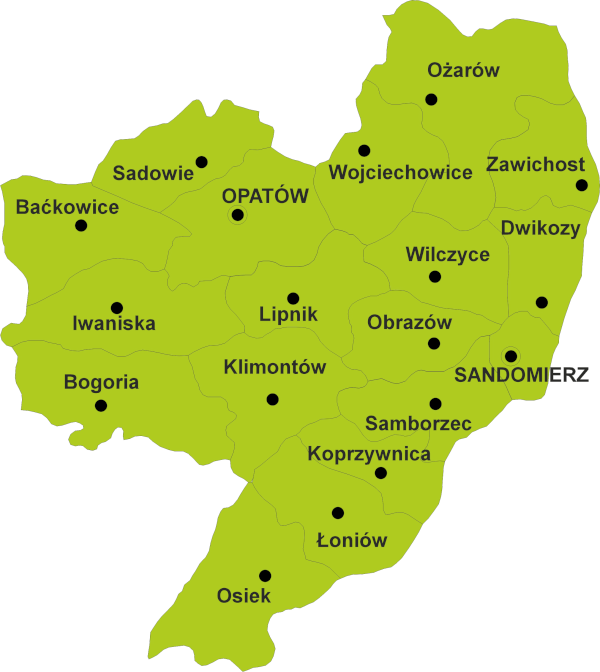 Ożarów
Zawichost
Sadowie
Wojciechowice
OPATÓW
Baćkowice
Dwikozy
Wilczyce
Lipnik
Iwaniska
Obrazów
Klimontów
SANDOMIERZ
Bogoria
Samborzec
Koprzywnica
Łoniów
Osiek